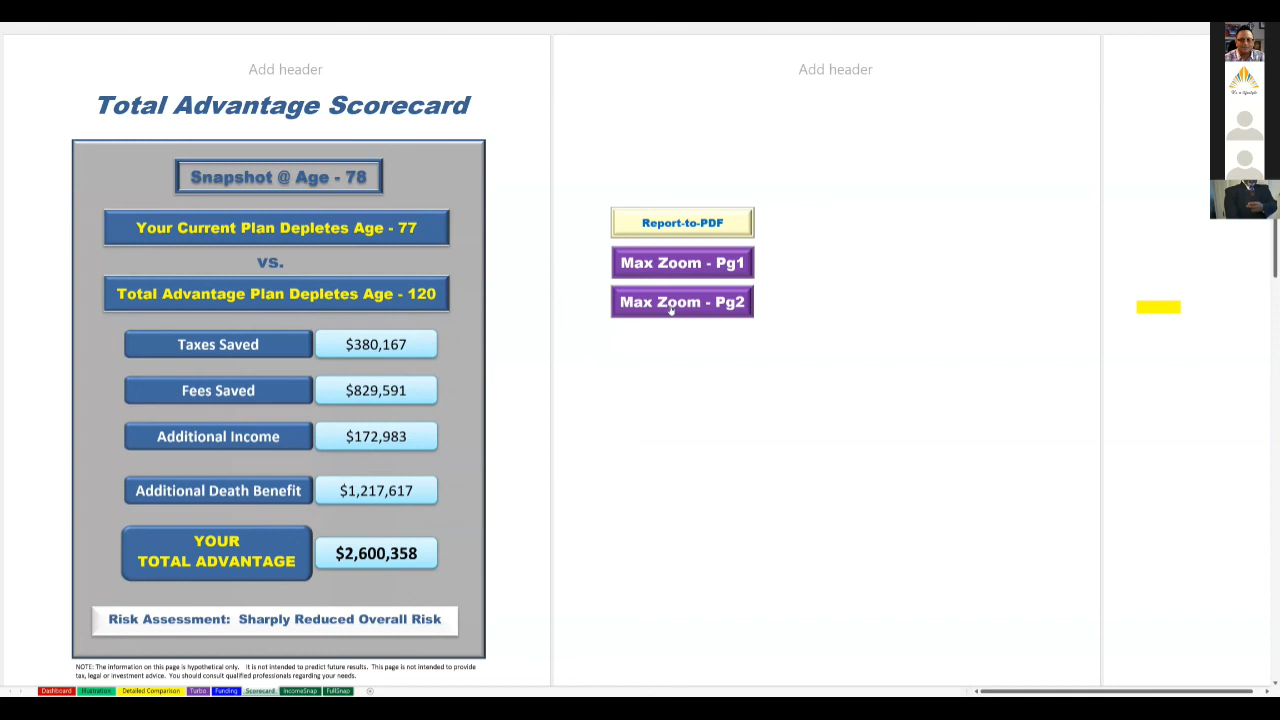 Add header
Add header
Total Advantage Scorecard
Snapshot @ Age - 78
Your Current Plan Depletes Age - 77
vs.
Total Advantage Plan Depletes Age - 120
Taxes Saved $380,167
Fees Saved $829,591
Additional Income $172,983
Additional Death Benefit $1,217,617
YOUR
TOTAL ADVANTAGE $2,600,358
Risk Assessment: Sharply Reduced Overall Risk
NOTE: The information on this page is hypothetical only. It is not intended to predict future results. This page is not intended to provide
tax, legal or investment advice. You should consult qualified professionals regarding your needs.
Report-to-PDF
Max Zoom - Pg1
Max Zoom - Pg2
Dashboard Illustration Detailed Comparison Turbo Funding Scorecard IncomeSnap FullSnap